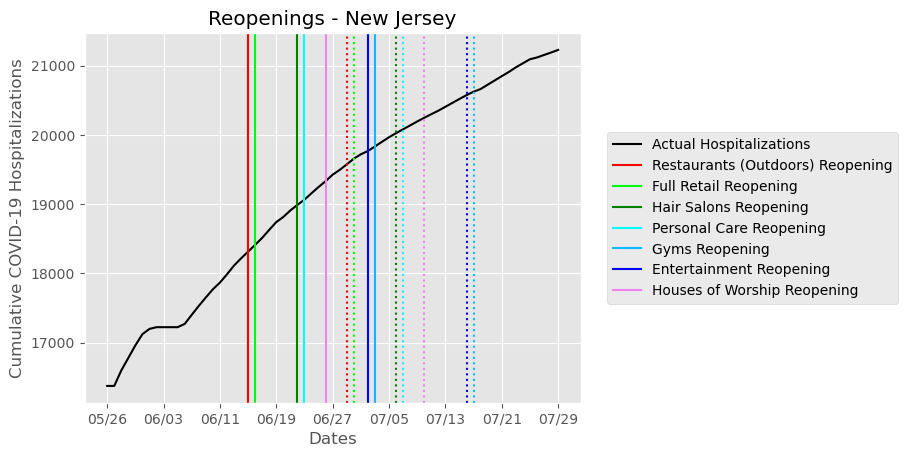 Reopenings - New Jersey
Cumulative COVID-19 Hospitalizations
21000
20000
19000
18000
17000
05/26 06/03 06/11 06/19 06/27 07/05 07/13 07/21 07/29
Dates
Actual Hospitalizations
Restaurants (Outdoors) Reopening
Full Retail Reopening
Hair Salons Reopening
Personal Care Reopening
Gyms Reopening
Entertainment Reopening
Houses of Worship Reopening